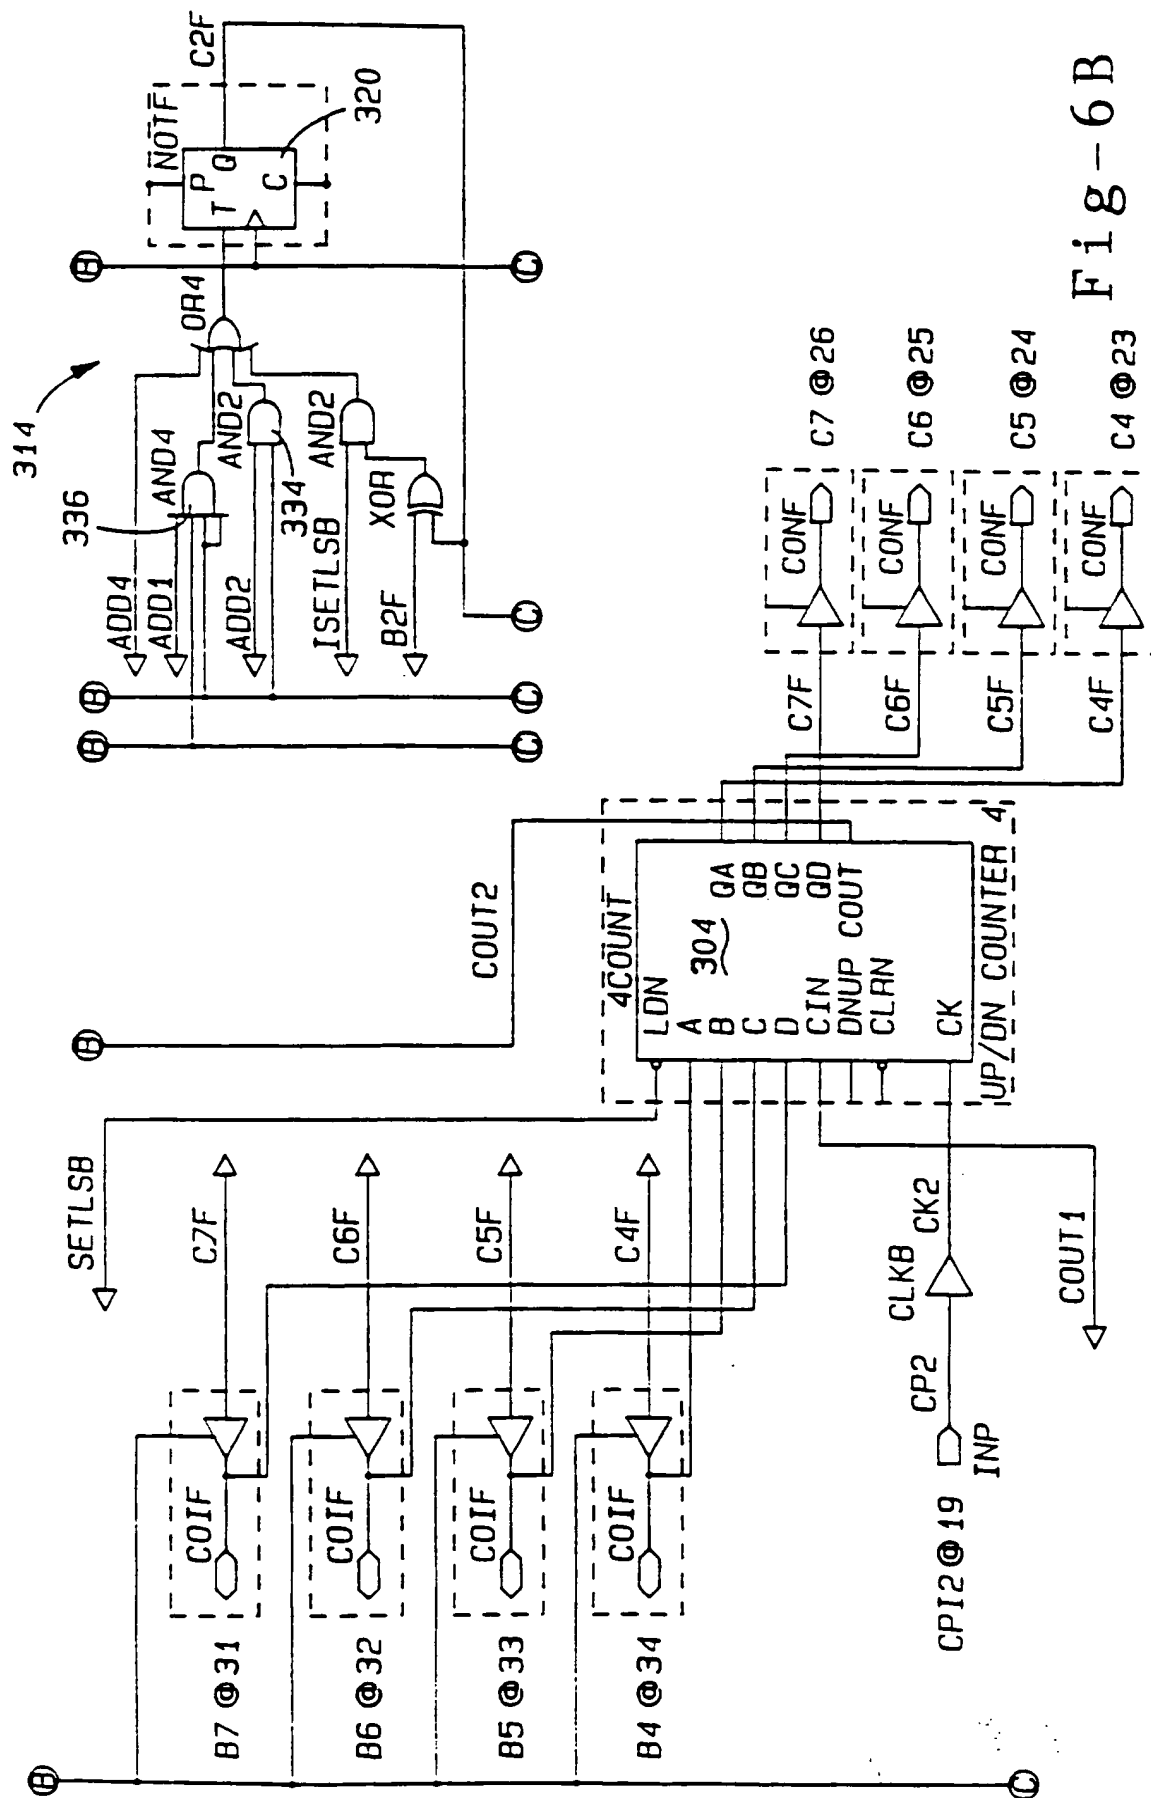 B
B7 @31
B6 @32
B5 @33
B4 @34
C
COIF
COIF
COIF
COIF
SETLSB
C7F
C6F
C5F
C4F
CPI2@19
INP
CP2
CLKB
CK2
COUT1
B
COUT2
4COUNT
304
LDN
A
B
C
D
CIN
DNUP
CLRN
CK
QA
QB
QC
QD
COUT
UP/DN COUNTER 4
C7F
C6F
C5F
C4F
CONF
CONF
CONF
CONF
C7 @26
C6 @25
C5 @24
C4 @23
B
C
B
C
ADD4
ADD1
ADD2
ISETLSB
B2F
C
336
AND4
AND2
334
AND2
XOR
314
OR4
B
C
NOTF
T
P
Q
C
320
C2F
Fig-6B